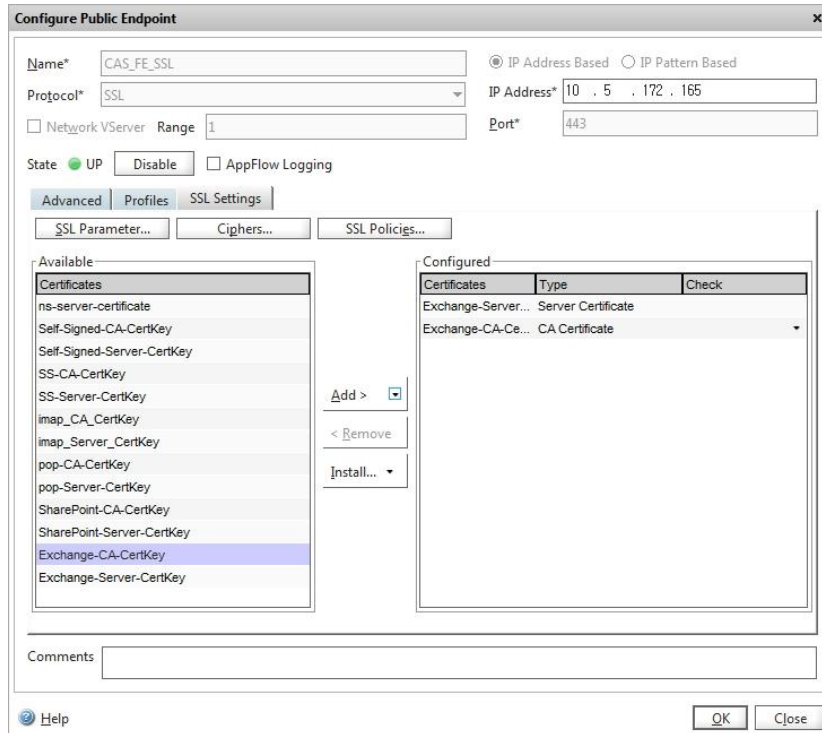 Configure Public Endpoint x
Name* CAS_FE_SSL
IP Address Based IP Pattern Based
Protocol* SSL
IP Address* 10 . 5 . 172 . 165
Network VServer Range 1
Port* 443
State UP Disable AppFlow Logging
Advanced Profiles SSL Settings
SSL Parameter... Ciphers... SSL Policies...
Available
Certificates
ns-server-certificate
Self-Signed-CA-CertKey
Self-Signed-Server-CertKey
SS-CA-CertKey
SS-Server-CertKey
imap_CA_CertKey
imap_Server_CertKey
pop-CA-CertKey
pop-Server-CertKey
SharePoint-CA-CertKey
SharePoint-Server-CertKey
Exchange-CA-CertKey
Exchange-Server-CertKey
Add >
< Remove
Install...
Configured
Certificates Type Check
Exchange-Server... Server Certificate
Exchange-CA-Ce... CA Certificate
Comments
Help OK Close